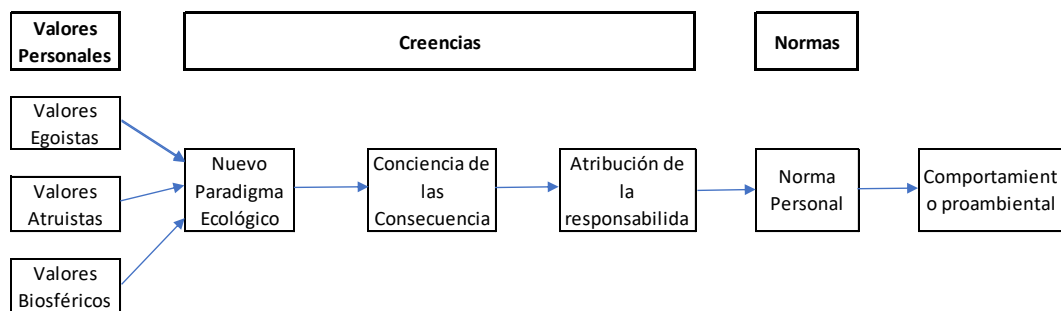 Valores
Personales
Creencias
Normas
Valores
Egoistas
Valores
Atruistas
Valores
Biosféricos
Nuevo
Paradigma
Ecológico
Conciencia de
las
Consecuencia
Atribución de
la
responsabilida
Norma
Personal
Comportamient
o proambiental